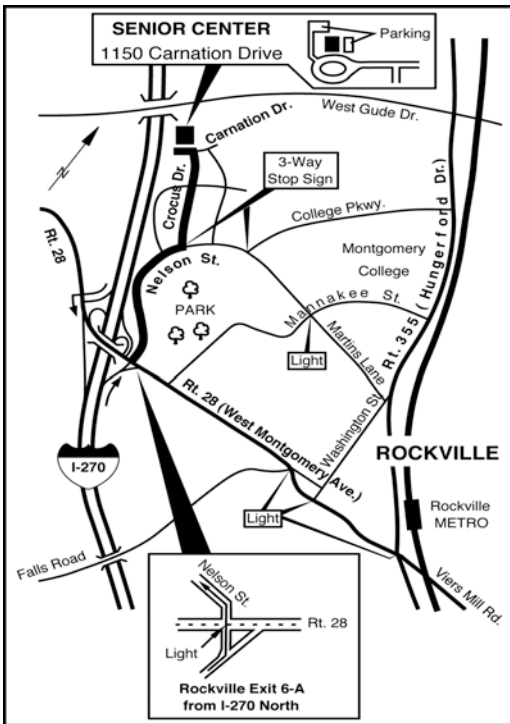 SENIOR CENTER
1150 Carnation Drive
Parking
West Gude Dr.
Carnation Dr.
N
3-Way
Stop Sign
Crocus Dr.
College Pkwy.
Rt. 28
Nelson St.
Montgomery
College
Rt. 355 (Hungerford Dr.)
PARK
Mannakee St.
Martins Lane
Light
Rt. 28 (West Montgomery Ave.)
Washington St.
ROCKVILLE
I-270
Rockville
METRO
Light
Falls Road
Viers Mill Rd.
Nelson St.
Rt. 28
Light
Rockville Exit 6-A
from I-270 North